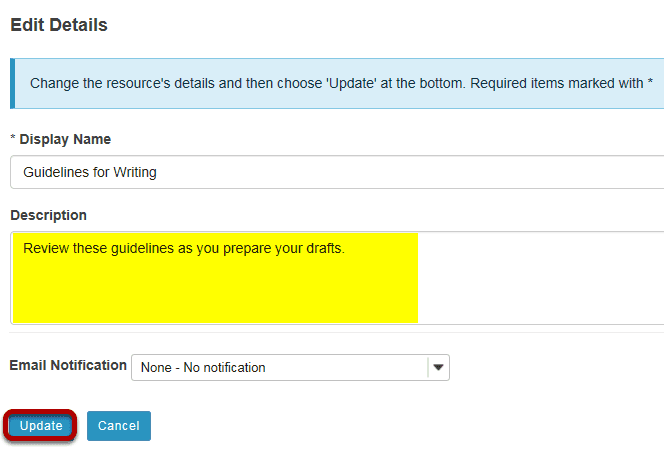 Edit Details
Change the resource's details and then choose 'Update' at the bottom. Required items marked with *
* Display Name
Guidelines for Writing
Description
Review these guidelines as you prepare your drafts.
Email Notification None - No notification
Update Cancel